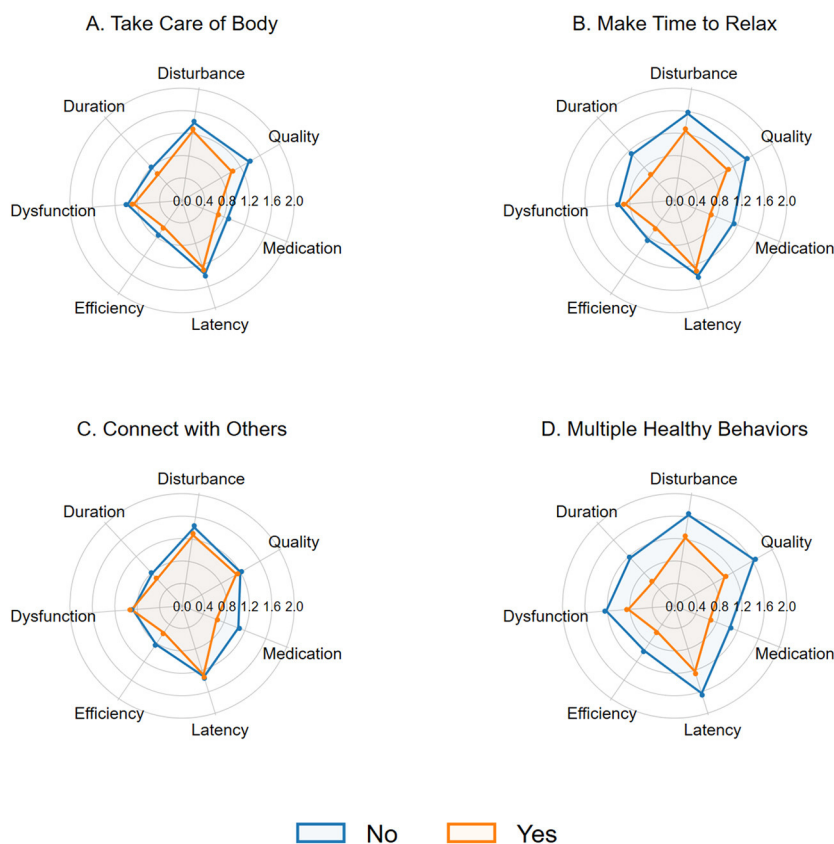 A. Take Care of Body
B. Make Time to Relax
Disturbance
Disturbance
Duration
Quality
Duration
Quality
Dysfunction
0.0 0.4 0.8 1.2 1.6 2.0
Dysfunction
0.0 0.4 0.8 1.2 1.6 2.0
Medication
Medication
Efficiency
Efficiency
Latency
Latency
C. Connect with Others
D. Multiple Healthy Behaviors
Disturbance
Disturbance
Duration
Quality
Duration
Quality
Dysfunction
0.0 0.4 0.8 1.2 1.6 2.0
Dysfunction
0.0 0.4 0.8 1.2 1.6 2.0
Medication
Medication
Efficiency
Efficiency
Latency
Latency
No Yes